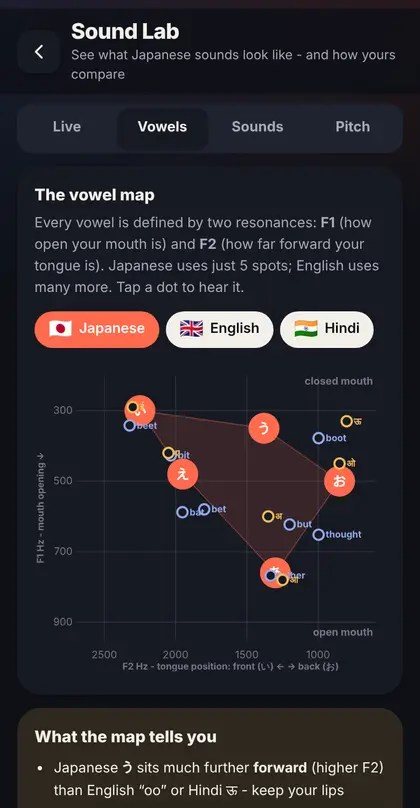 Sound Lab
See what Japanese sounds look like - and how yours
compare
Live
Vowels
Sounds
Pitch
The vowel map
Every vowel is defined by two resonances: F1 (how
open your mouth is) and F2 (how far forward your
tongue is). Japanese uses just 5 spots; English uses
many more. Tap a dot to hear it.
Japanese
English
Hindi
closed mouth
300
500
700
900
い
beet
う
ऊ
boot
bit
え
ओ
お
bat
bet
अ
but
thought
आ
open mouth
2500
2000
1500
1000
F1 Hz - mouth opening →
F2 Hz - tongue position: front (い) ← → back (お)
What the map tells you
• Japanese う sits much further forward (higher F2)
than English “oo” or Hindi ऊ - keep your lips